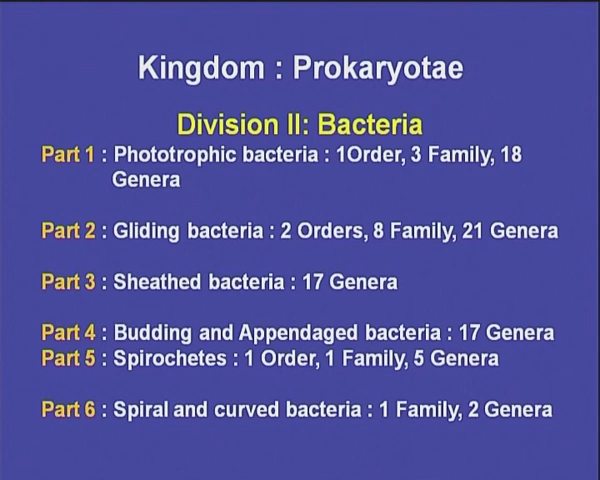 Kingdom : Prokaryotae
Division II: Bacteria
Part 1 : Phototrophic bacteria : 1Order, 3 Family, 18
Genera
Part 2 : Gliding bacteria : 2 Orders, 8 Family, 21 Genera
Part 3 : Sheathed bacteria : 17 Genera
Part 4 : Budding and Appendaged bacteria : 17 Genera
Part 5 : Spirochetes : 1 Order, 1 Family, 5 Genera
Part 6 : Spiral and curved bacteria : 1 Family, 2 Genera